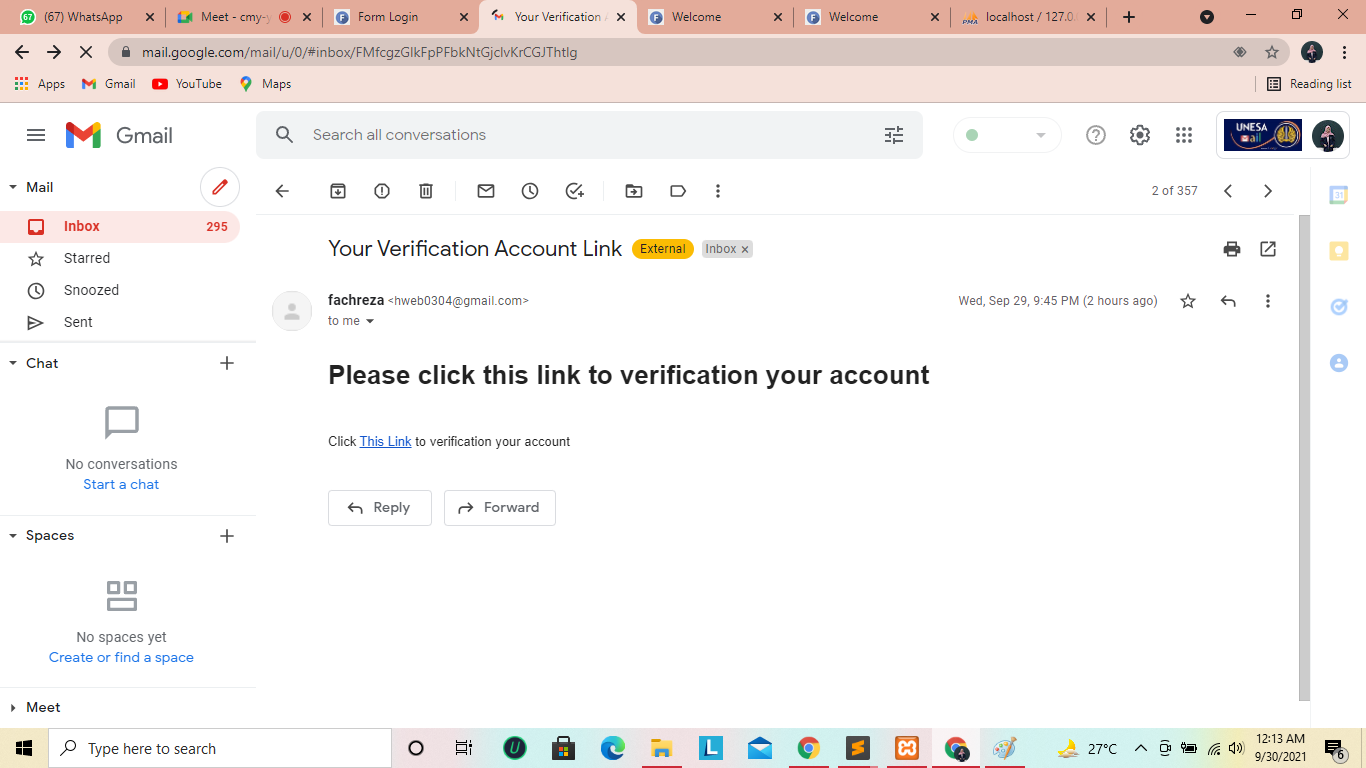 (67) WhatsApp
Meet - cmy-y
Form Login
Your Verification A
Welcome
Welcome
localhost / 127.0.
mail.google.com/mail/u/0/#inbox/FMfcgzGlkFpPFbkNtGjclvKrCGJThtlg
Apps
Gmail
YouTube
Maps
Reading list
Gmail
Search all conversations
UNESA
Mail
2 of 357
Inbox 295
Starred
Snoozed
Sent
Your Verification Account Link External Inbox x
fachreza <hweb0304@gmail.com> Wed, Sep 29, 9:45 PM (2 hours ago)
to me
Chat
Please click this link to verification your account
No conversations
Start a chat
Click This Link to verification your account
Reply
Forward
Spaces
No spaces yet
Create or find a space
Meet
Type here to search
27°C
12:13 AM
9/30/2021
6